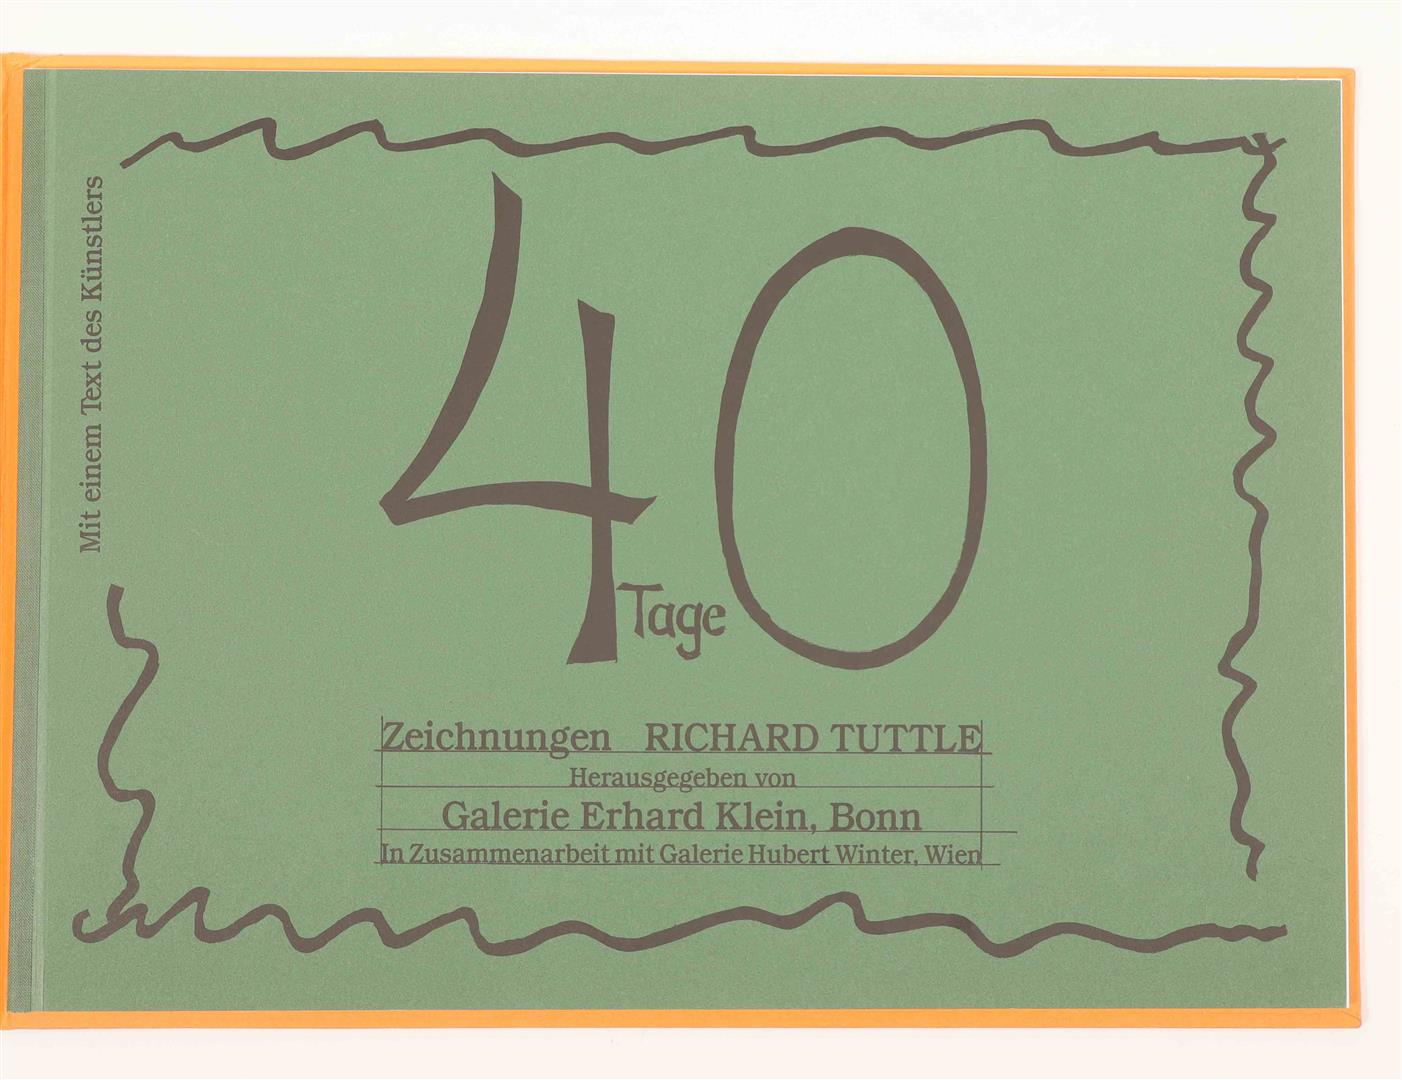 Mit einem Text des Künstlers
40
Tage
Zeichnungen RICHARD TUTTLE
Herausgegeben von
Galerie Erhard Klein, Bonn
In Zusammenarbeit mit Galerie Hubert Winter, Wien